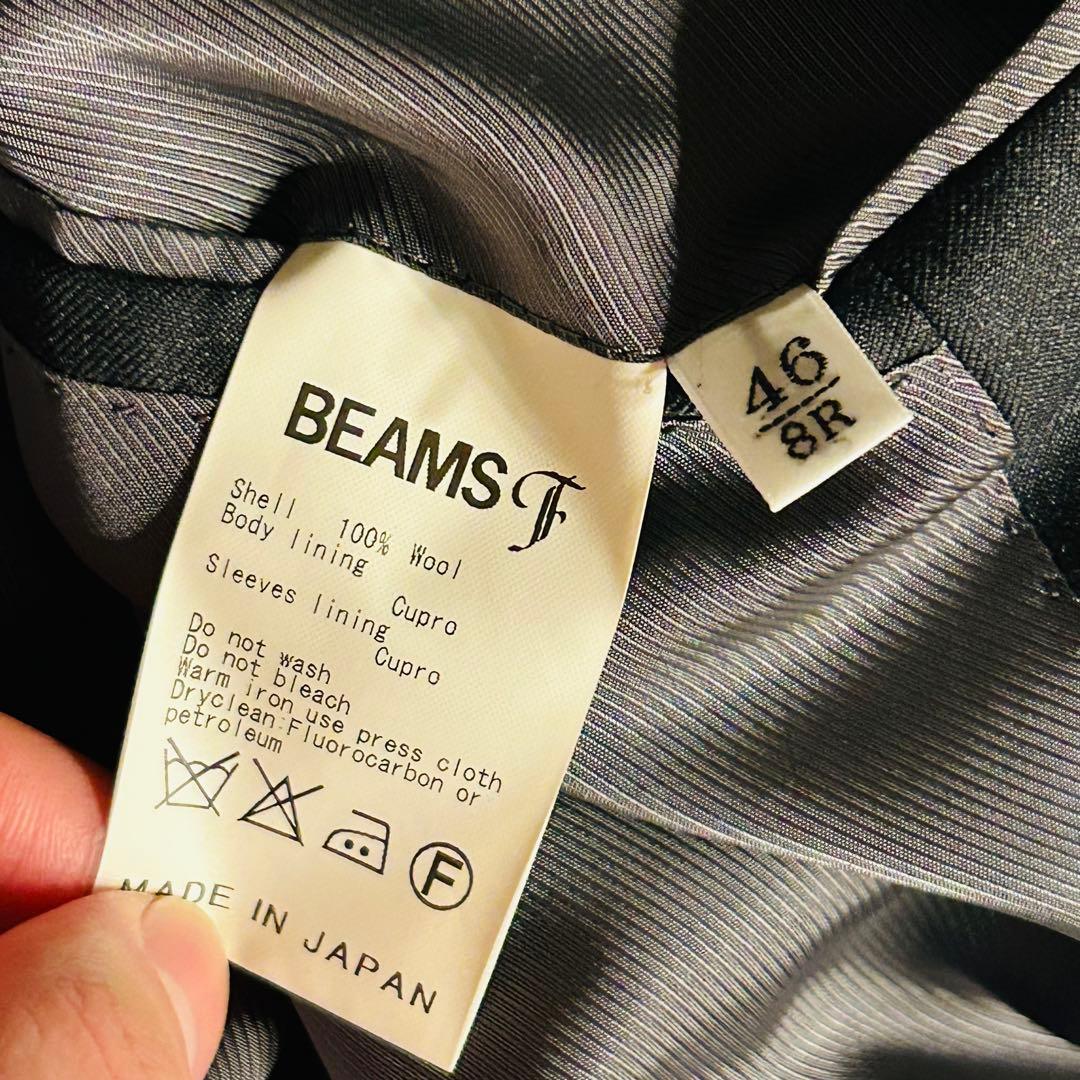 BEAMS F
Shell 100% Wool
Body lining
Cupro
Sleeves lining
Cupro
Do not wash
Do not bleach
Warm iron use press cloth
Dryclean:Fluorocarbon or
petroleum
F
MADE IN JAPAN
46
8R